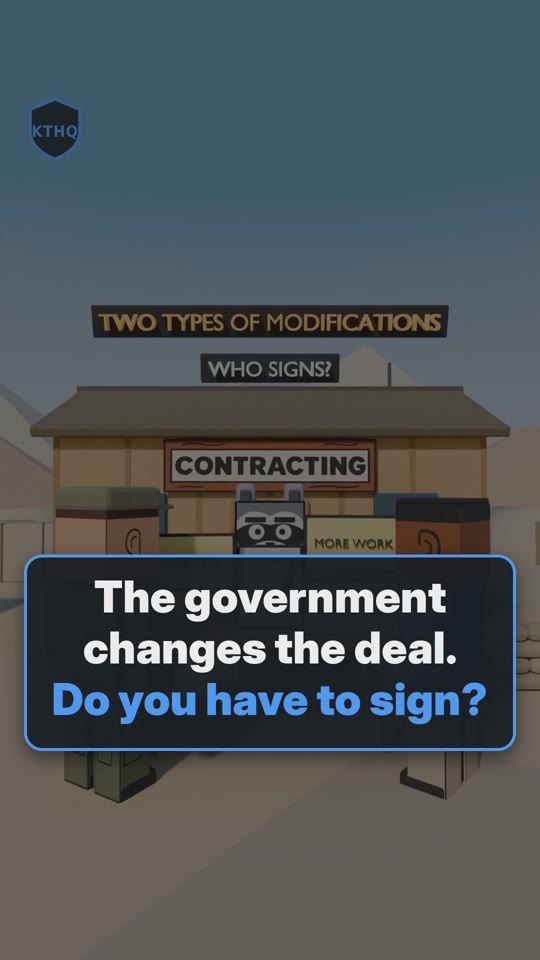 KTHQ
TWO TYPES OF MODIFICATIONS
WHO SIGNS?
CONTRACTING
MORE WORK
The government
changes the deal.
Do you have to sign?